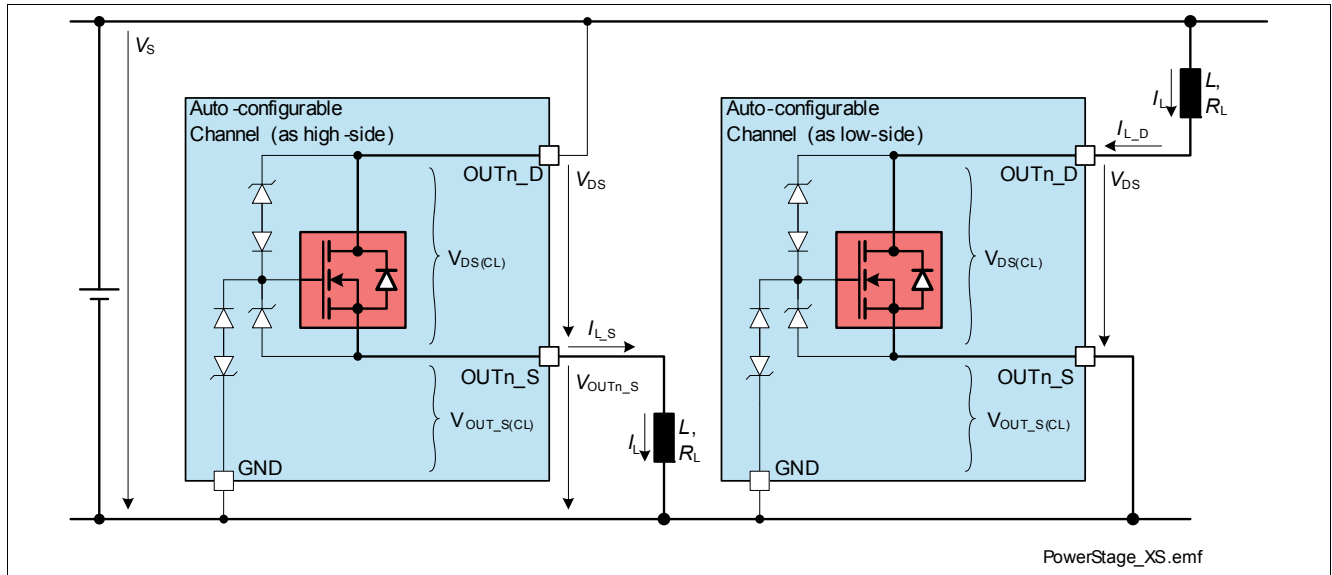 VS
Auto-configurable
Channel (as high-side)
OUTn_D
VDS
VDS(CL)
IL_S
OUTn_S
VOUTn_S
VOUT_S(CL)
IL
L,
RL
GND
Auto-configurable
Channel (as low-side)
IL
L,
RL
IL_D
OUTn_D
VDS
VDS(CL)
OUTn_S
VOUT_S(CL)
GND
PowerStage_XS.emf